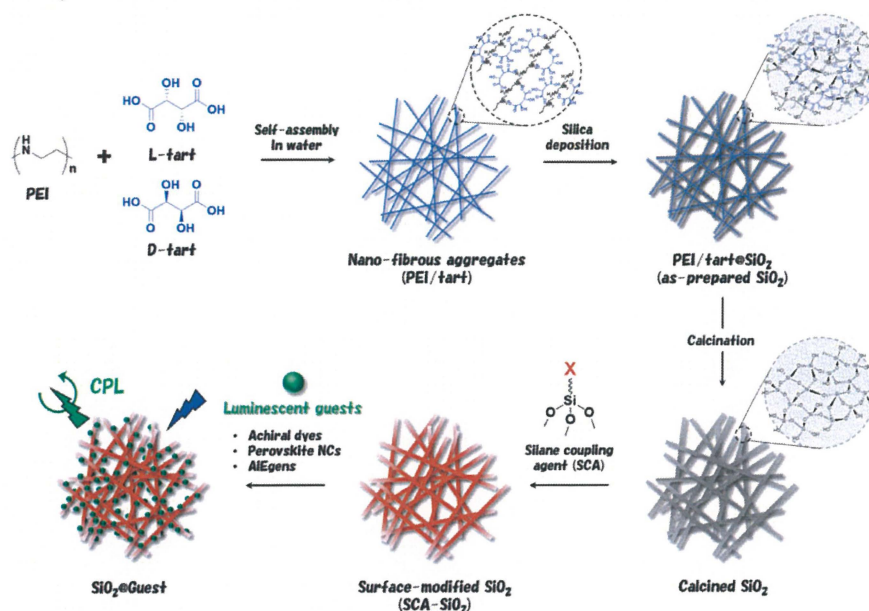 OH
O
OH
HO
O
OH
L-tart
H
N
n
PEI
+
OH
O
HO
OH
O
OH
D-tart
Self-assembly
In water
Nano-fibrous aggregates
(PEI/tart)
Silica
deposition
PEI/tart@SiO₂
(as-prepared SiO₂)
Calcination
Calcined SiO₂
X
Si
O
O
O
Silane coupling
agent (SCA)
Surface-modified SiO₂
(SCA-SiO₂)
Luminescent guests
• Achiral dyes
• Perovskite NCs
• AIEgens
CPL
SiO₂@Guest